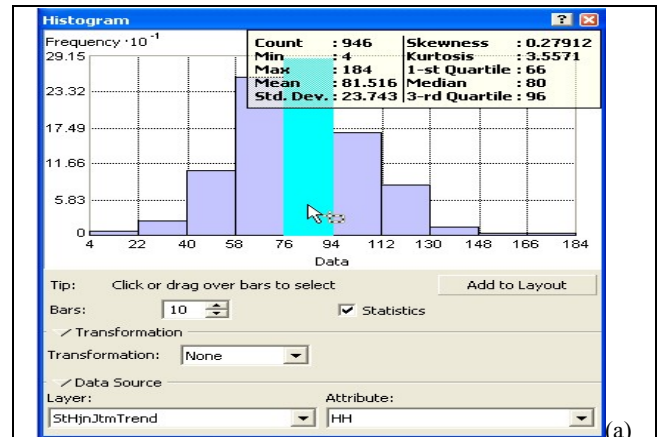 Histogram
Frequency ·10 -1
Count : 946 Skewness : 0.27912
Min : 4 Kurtosis : 3.5571
Max : 184 1-st Quartile : 66
Mean : 81.516 Median : 80
Std. Dev. : 23.743 3-rd Quartile : 96
29.15
23.32
17.49
11.66
5.83
0
4 22 40 58 76 94 112 130 148 166 184
Data
Tip: Click or drag over bars to select Add to Layout
Bars: 10 Statistics
Transformation
Transformation: None
Data Source
Layer: Attribute:
StHjnJtmTrend HH
(a)